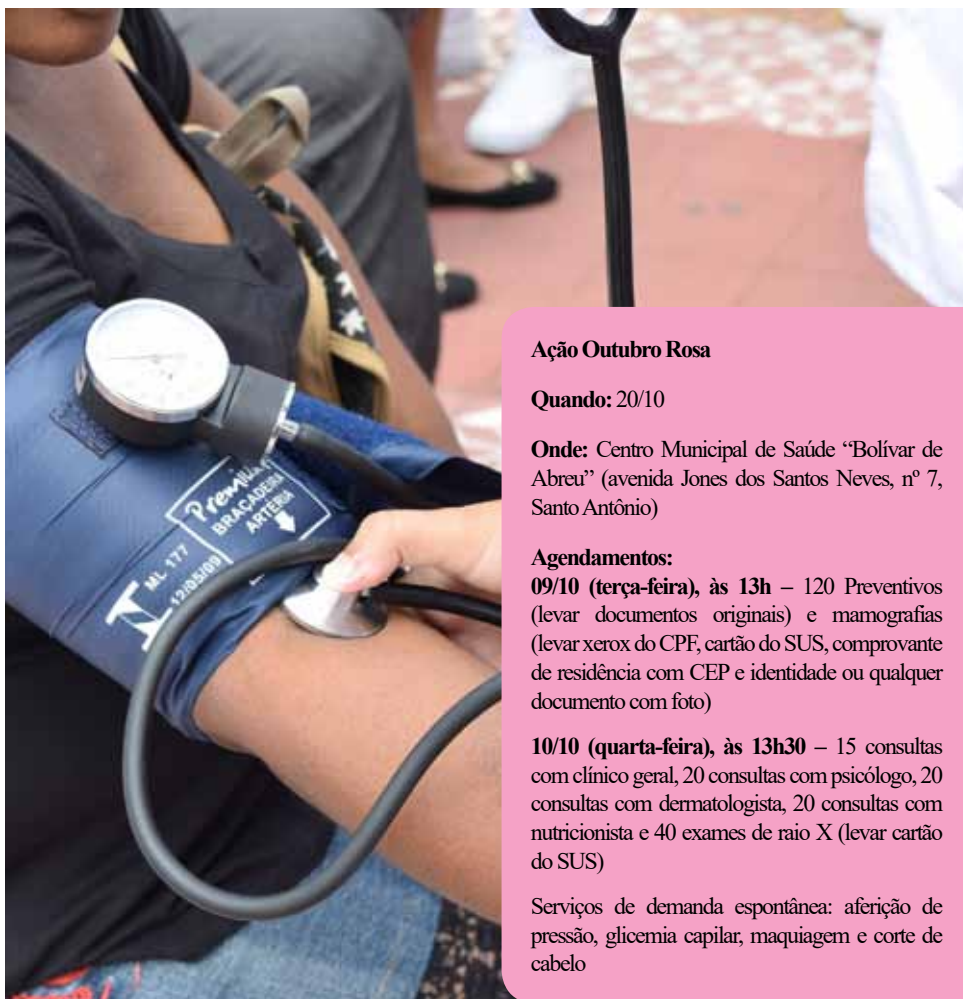 Premium
BRAÇADEIRA
ARTÉRIA
ML 177
12/05/09
Ação Outubro Rosa
Quando: 20/10
Onde: Centro Municipal de Saúde “Bolívar de
Abreu” (avenida Jones dos Santos Neves, nº 7,
Santo Antônio)
Agendamentos:
09/10 (terça-feira), às 13h – 120 Preventivos
(levar documentos originais) e mamografias
(levar xerox do CPF, cartão do SUS, comprovante
de residência com CEP e identidade ou qualquer
documento com foto)
10/10 (quarta-feira), às 13h30 – 15 consultas
com clínico geral, 20 consultas com psicólogo, 20
consultas com dermatologista, 20 consultas com
nutricionista e 40 exames de raio X (levar cartão
do SUS)
Serviços de demanda espontânea: aferição de
pressão, glicemia capilar, maquiagem e corte de
cabelo